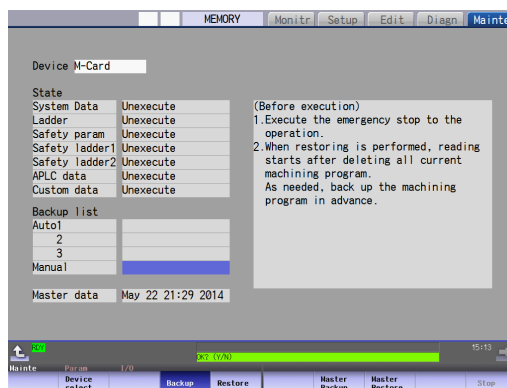 MEMORY Monitr Setup Edit Diagn Mainte
Device M-Card
State
System Data Unexecute
Ladder Unexecute
Safety param Unexecute
Safety ladder1 Unexecute
Safety ladder2 Unexecute
APLC data Unexecute
Custom data Unexecute
(Before execution)
1.Execute the emergency stop to the
operation.
2.When restoring is performed, reading
starts after deleting all current
machining program.
As needed, back up the machining
program in advance.
Backup list
Auto1
2
3
Manual
Master data May 22 21:29 2014
RDY 15:13
OK? (Y/N)
Mainte Param I/O
Device select Backup Restore Master Backup Master Restore Stop